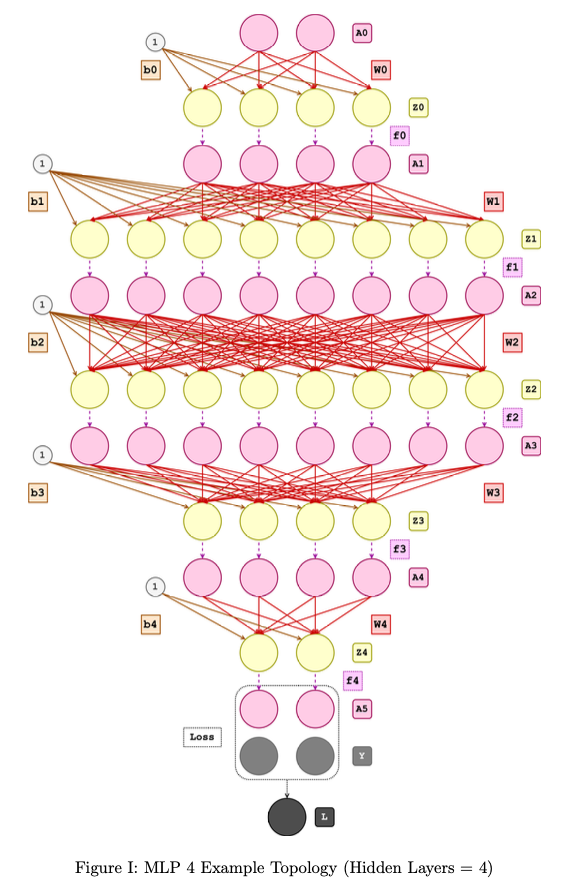 A0
1
b0
W0
Z0
f0
1
A1
b1
W1
Z1
f1
A2
1
b2
W2
Z2
f2
A3
1
b3
W3
Z3
f3
A4
1
b4
W4
Z4
f4
A5
Loss
Y
L
Figure I: MLP 4 Example Topology (Hidden Layers = 4)